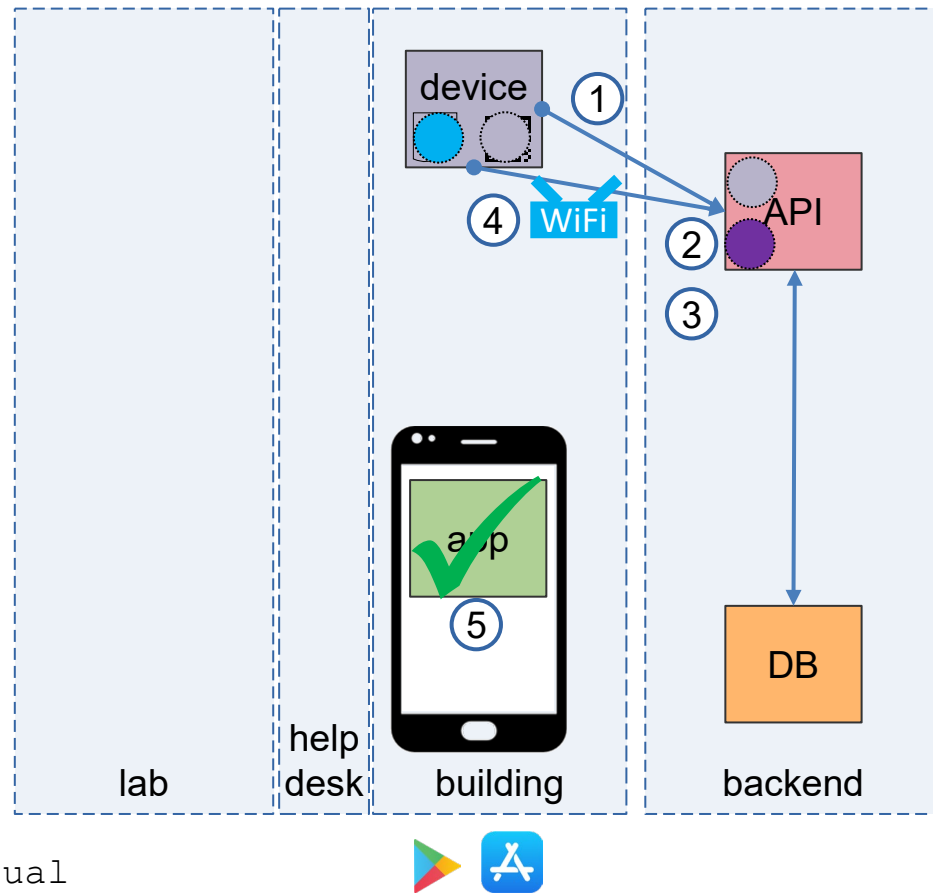 device
1
API
4
WiFi
2
3
app
5
DB
help
lab
desk
building
backend
ual